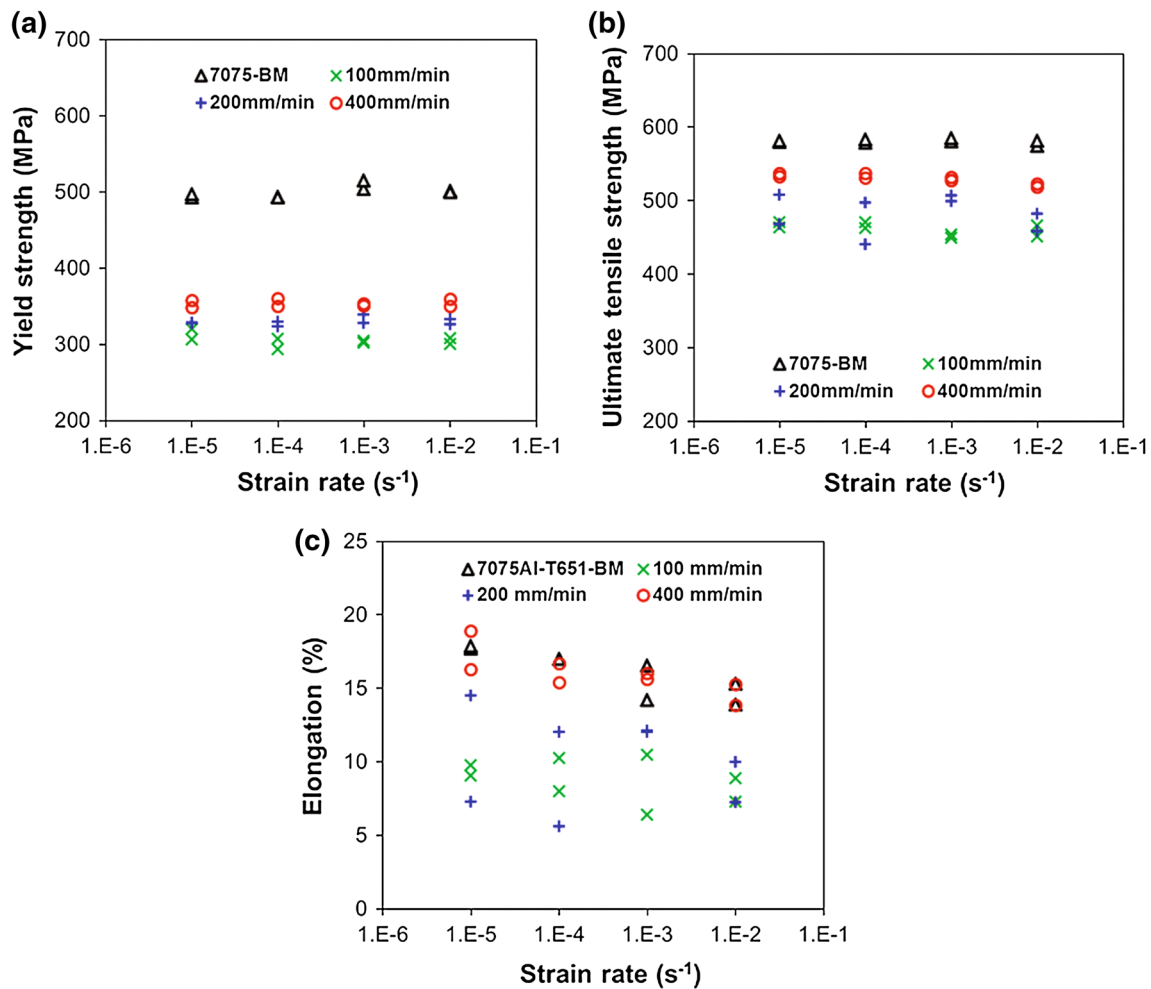 (a)
700
600
500
400
300
200
Yield strength (MPa)
7075-BM 100mm/min
200mm/min 400mm/min
1.E-6 1.E-5 1.E-4 1.E-3 1.E-2 1.E-1
Strain rate (s-1)
(b)
700
600
500
400
300
200
Ultimate tensile strength (MPa)
7075-BM 100mm/min
200mm/min 400mm/min
1.E-6 1.E-5 1.E-4 1.E-3 1.E-2 1.E-1
Strain rate (s-1)
(c)
25
20
15
10
5
0
Elongation (%)
7075Al-T651-BM 100 mm/min
200 mm/min 400 mm/min
1.E-6 1.E-5 1.E-4 1.E-3 1.E-2 1.E-1
Strain rate (s-1)